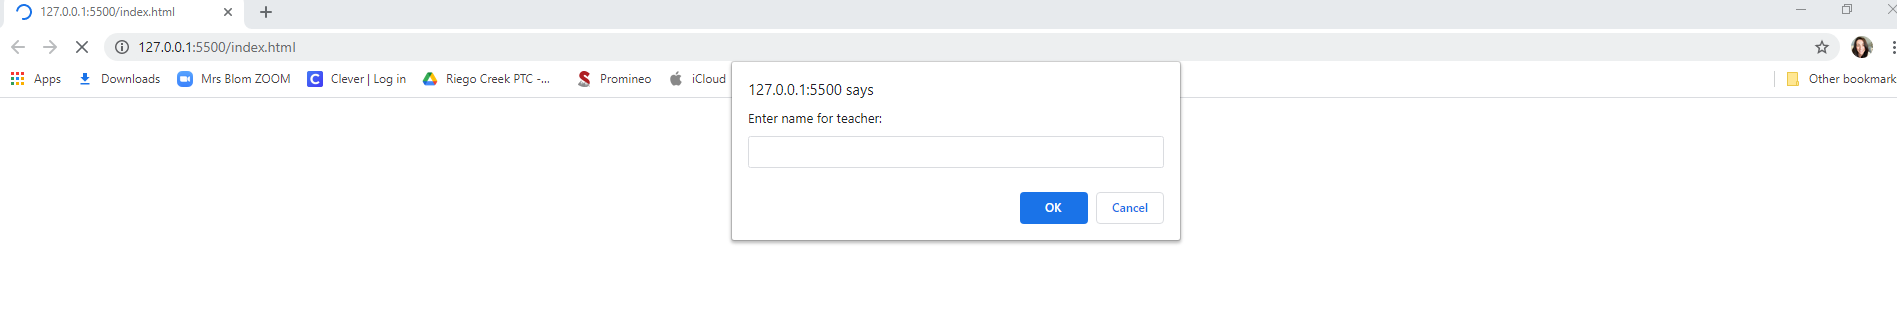 127.0.0.1:5500/index.html
127.0.0.1:5500/index.html
Apps Downloads Mrs Blom ZOOM C Clever | Log in Riego Creek PTC -... S Promineo iCloud Other bookmark
127.0.0.1:5500 says
Enter name for teacher:
OK Cancel